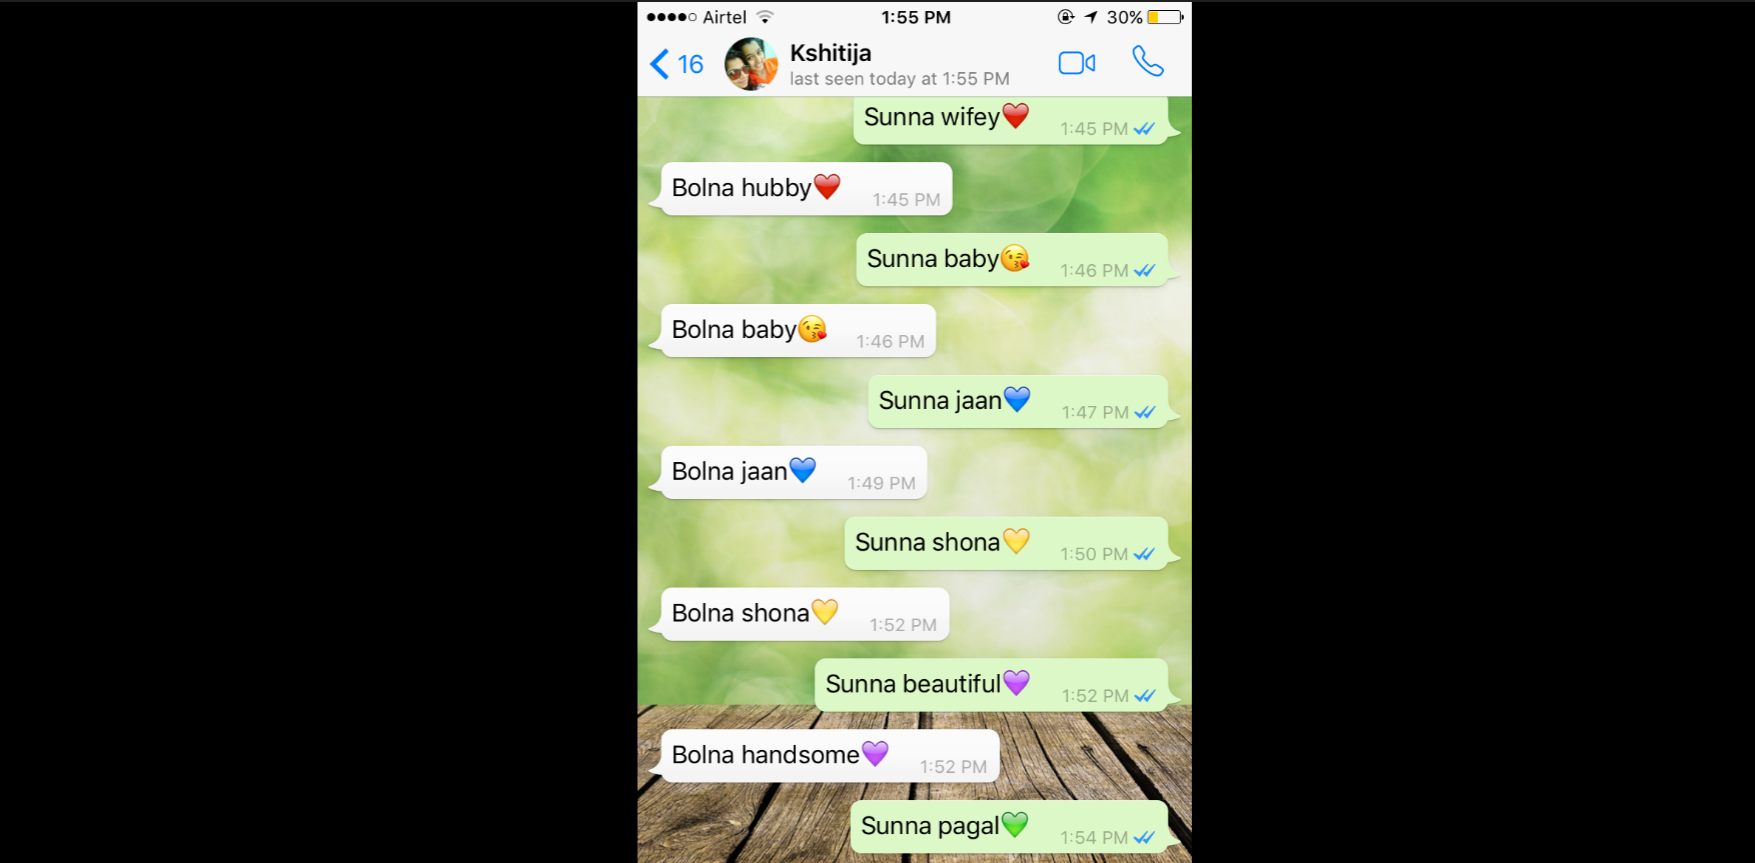 Airtel 1:55 PM 30%
16 Kshitija
last seen today at 1:55 PM
Sunna wifey❤️ 1:45 PM
Bolna hubby❤️ 1:45 PM
Sunna baby😘 1:46 PM
Bolna baby😘 1:46 PM
Sunna jaan💙 1:47 PM
Bolna jaan💙 1:49 PM
Sunna shona💛 1:50 PM
Bolna shona💛 1:52 PM
Sunna beautiful💜 1:52 PM
Bolna handsome💜 1:52 PM
Sunna pagal💚 1:54 PM